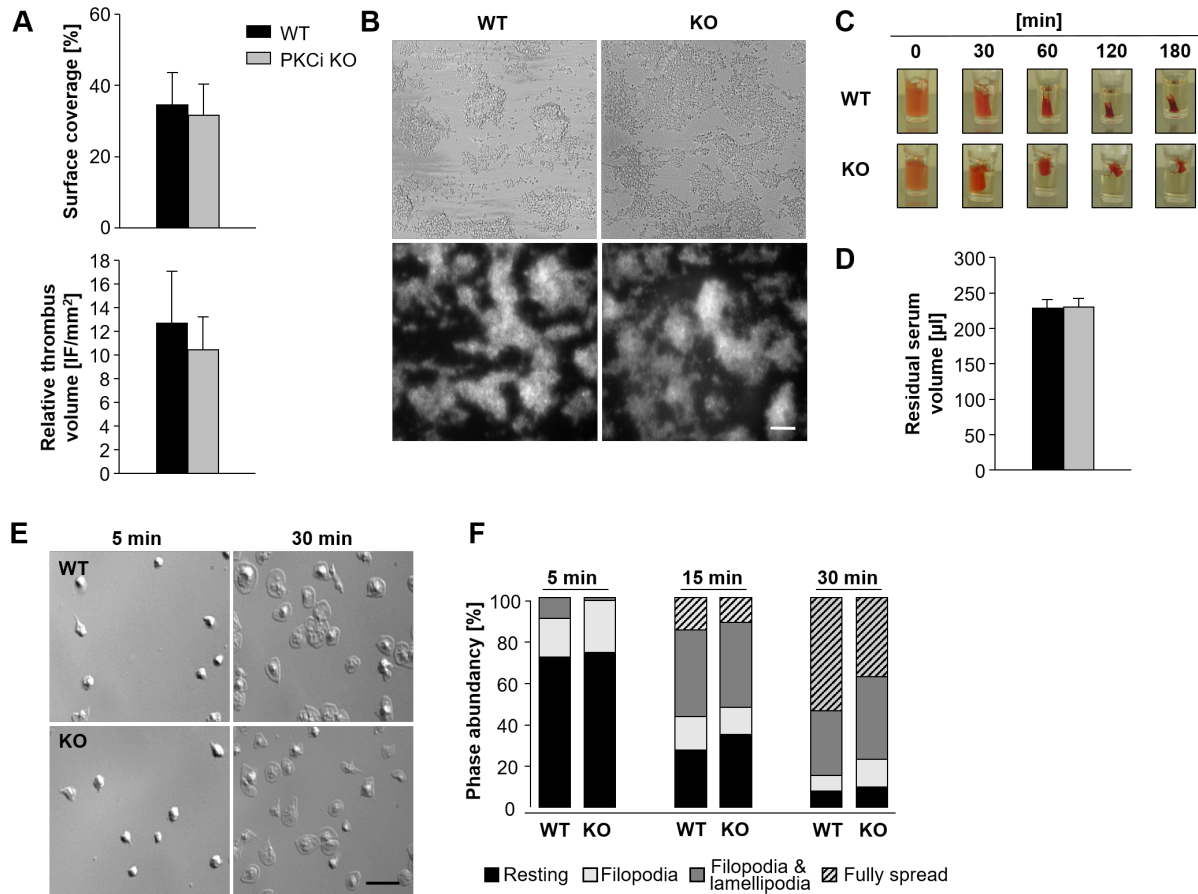 A
60
40
20
0
Surface coverage [%]
WT
PKCi KO
18
16
14
12
10
8
6
4
2
0
Relative thrombus
volume [IF/mm²]
B
WT
KO
C
[min]
0 30 60 120 180
WT
KO
D
300
250
200
150
100
50
0
Residual serum
volume [µl]
E
5 min 30 min
WT
KO
F
5 min 15 min 30 min
100
80
60
40
20
0
Phase abundancy [%]
WT KO WT KO WT KO
Resting Filopodia Filopodia &
lamellipodia Fully spread